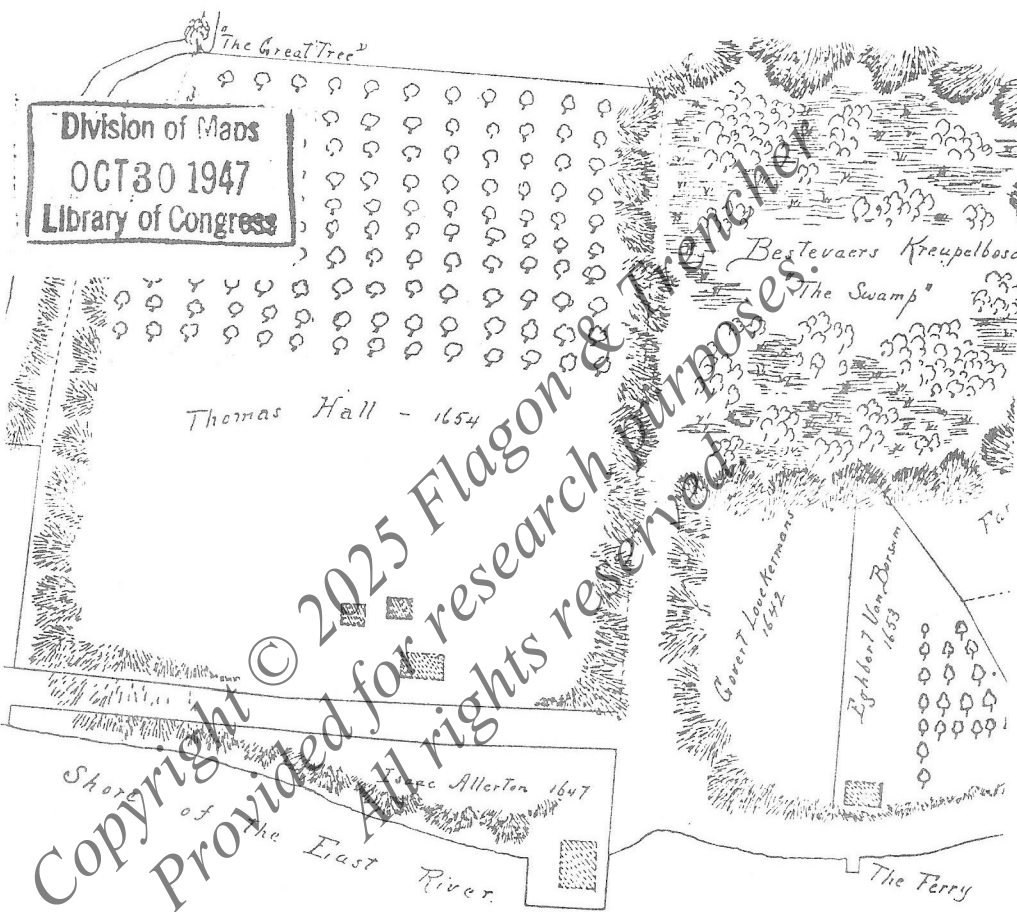 "The Great Tree"
Division of Maps
OCT 30 1947
Library of Congress
Bestevaers Kreupelbosc
"The Swamp"
Thomas Hall - 1654
Govert Loockermans
1642
Eghbert Van Borsum
1653
Isaac Allerton 1647
Shore of the East River.
The Ferry
Copyright © 2025 Flagon & Trencher
Provided for research purposes.
All rights reserved.